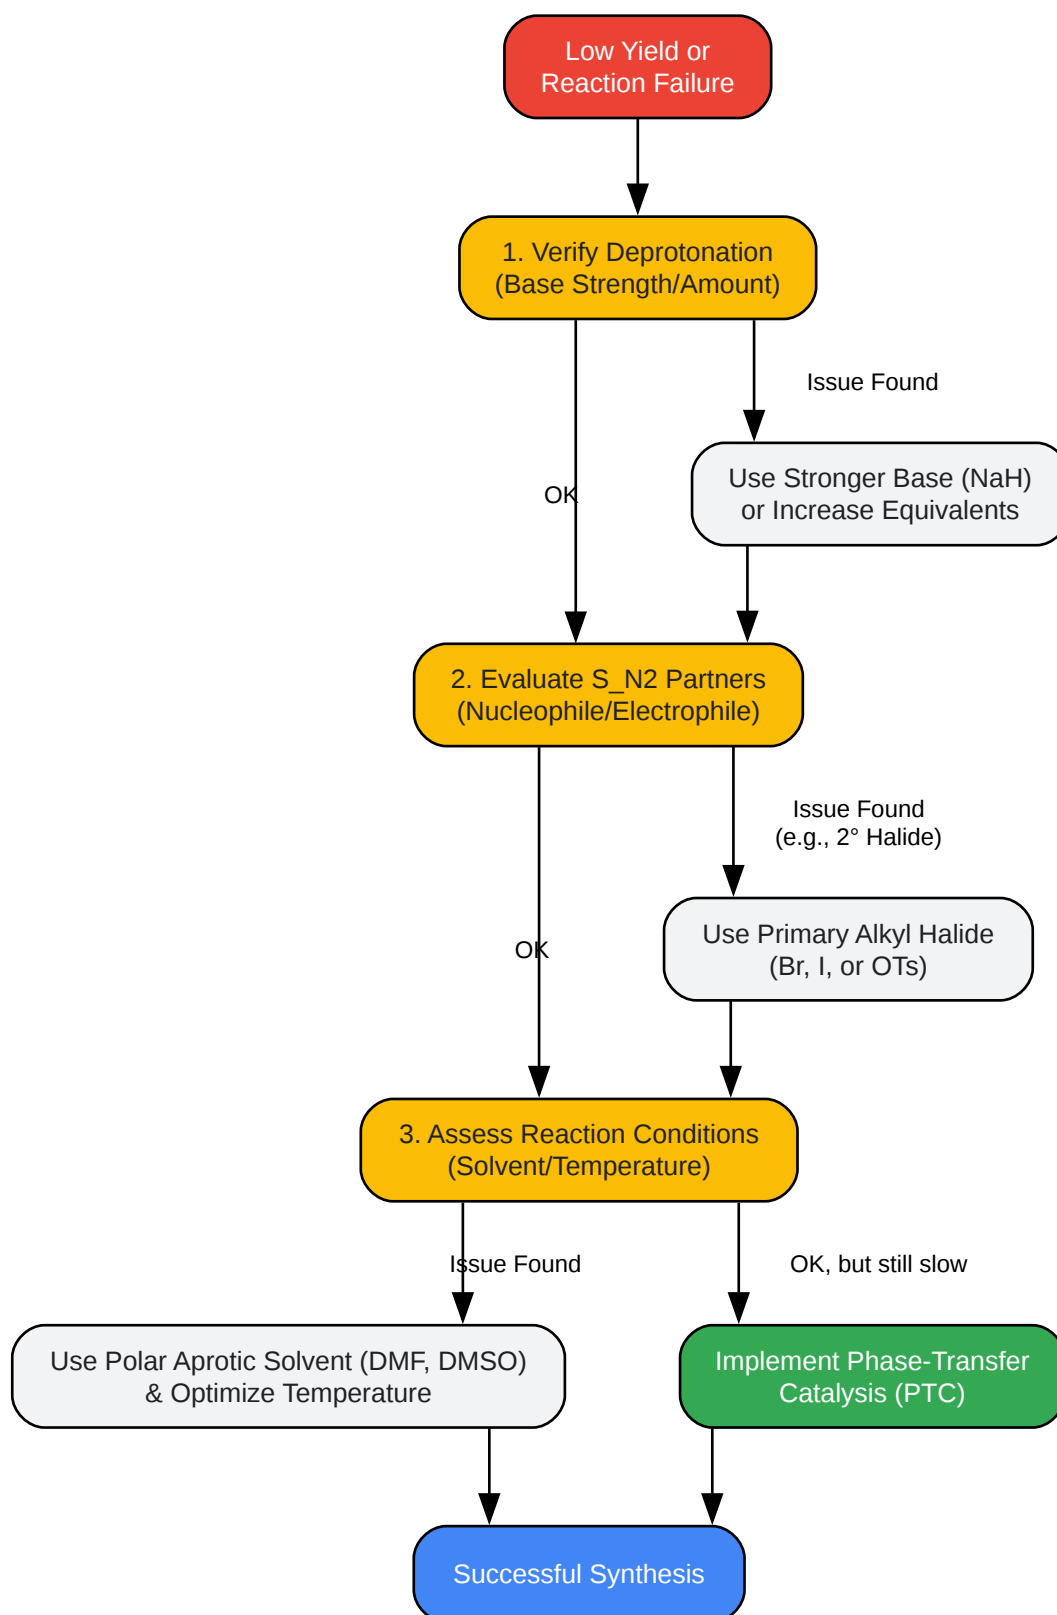 Low Yield or
Reaction Failure
1. Verify Deprotonation
(Base Strength/Amount)
Issue Found
Use Stronger Base (NaH)
or Increase Equivalents
OK
2. Evaluate S_N2 Partners
(Nucleophile/Electrophile)
Issue Found
(e.g., 2° Halide)
Use Primary Alkyl Halide
(Br, I, or OTs)
OK
3. Assess Reaction Conditions
(Solvent/Temperature)
Issue Found
OK, but still slow
Use Polar Aprotic Solvent (DMF, DMSO)
& Optimize Temperature
Implement Phase-Transfer
Catalysis (PTC)
Successful Synthesis